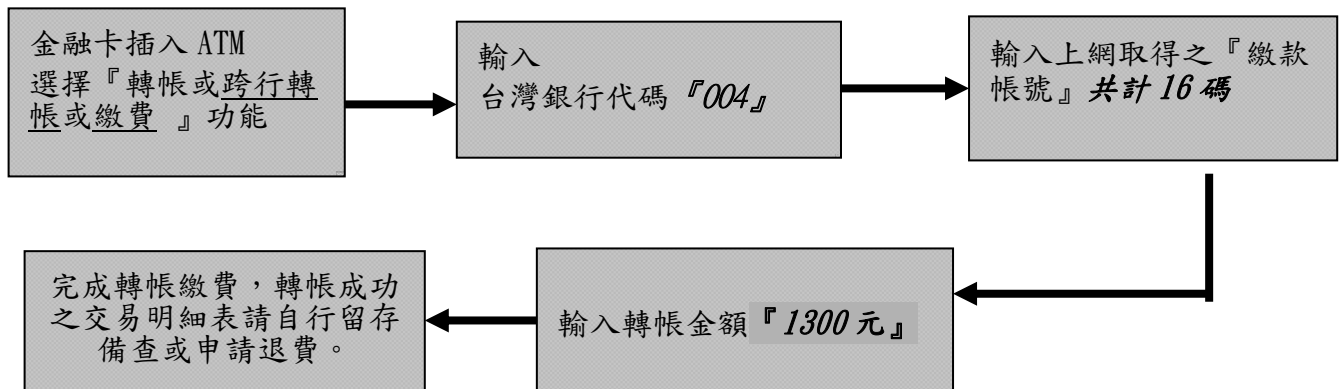 金融卡插入 ATM
選擇『轉帳或跨行轉
帳或繳費 』功能
輸入
台灣銀行代碼『004』
輸入上網取得之『繳款
帳號』共計 16 碼
輸入轉帳金額『1300 元』
完成轉帳繳費，轉帳成功
之交易明細表請自行留存
備查或申請退費。